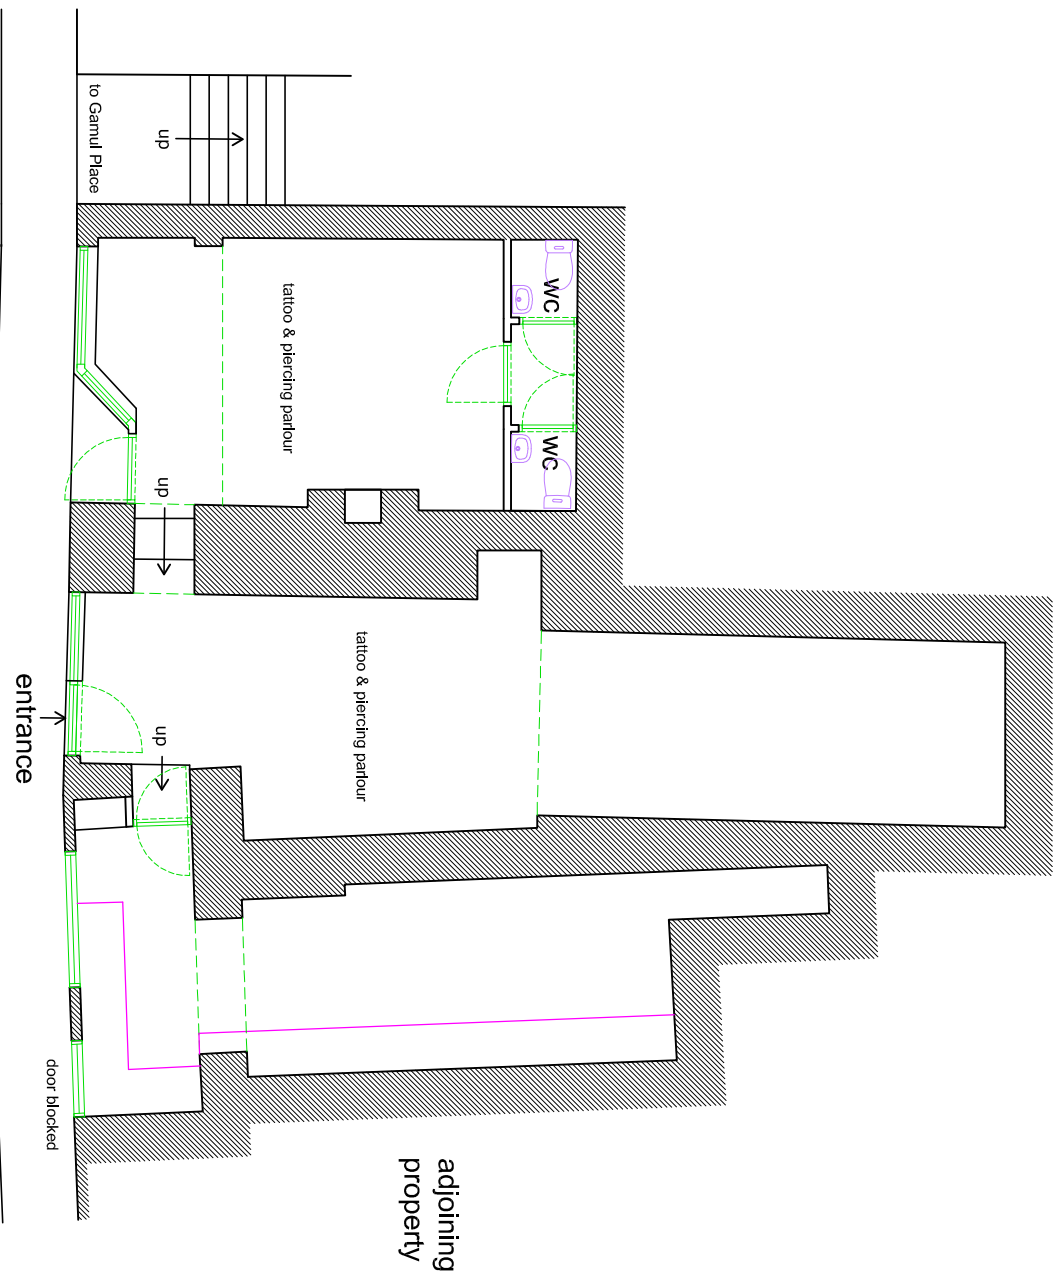 to Gamul Place
up
tattoo & piercing parlour
WC
WC
up
tattoo & piercing parlour
entrance
up
door blocked
adjoining
property